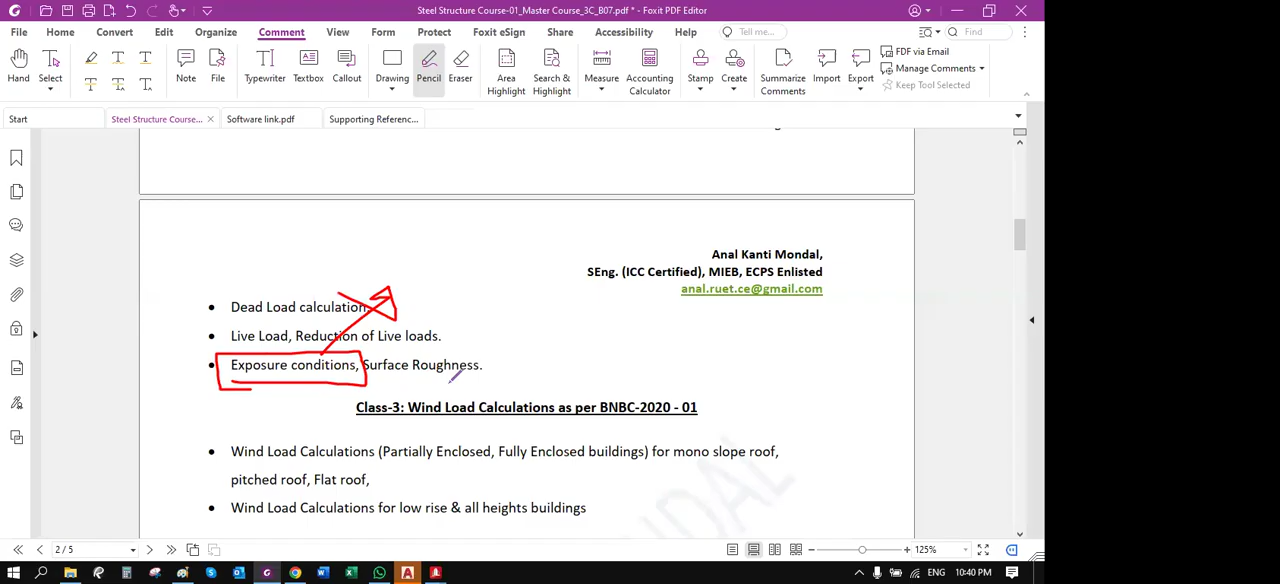 Steel Structure Course-01_Master Course_3C_B07.pdf * - Foxit PDF Editor
File Home Convert Edit Organize Comment View Form Protect Foxit eSign Share Accessibility Help Tell me... Find
Hand Select Note File Typewriter Textbox Callout Drawing Pencil Eraser Area Highlight Search & Highlight Measure Accounting Calculator Stamp Create Summarize Comments Import Export
FDF via Email
Manage Comments
Keep Tool Selected
Start Steel Structure Course... Software link.pdf Supporting Referenc...
Anal Kanti Mondal,
SEng. (ICC Certified), MIEB, ECPS Enlisted
anal.ruet.ce@gmail.com
• Dead Load calculation.
• Live Load, Reduction of Live loads.
• Exposure conditions, Surface Roughness.
Class-3: Wind Load Calculations as per BNBC-2020 - 01
• Wind Load Calculations (Partially Enclosed, Fully Enclosed buildings) for mono slope roof,
pitched roof, Flat roof,
• Wind Load Calculations for low rise & all heights buildings
2 / 5 125%
ENG 10:40 PM